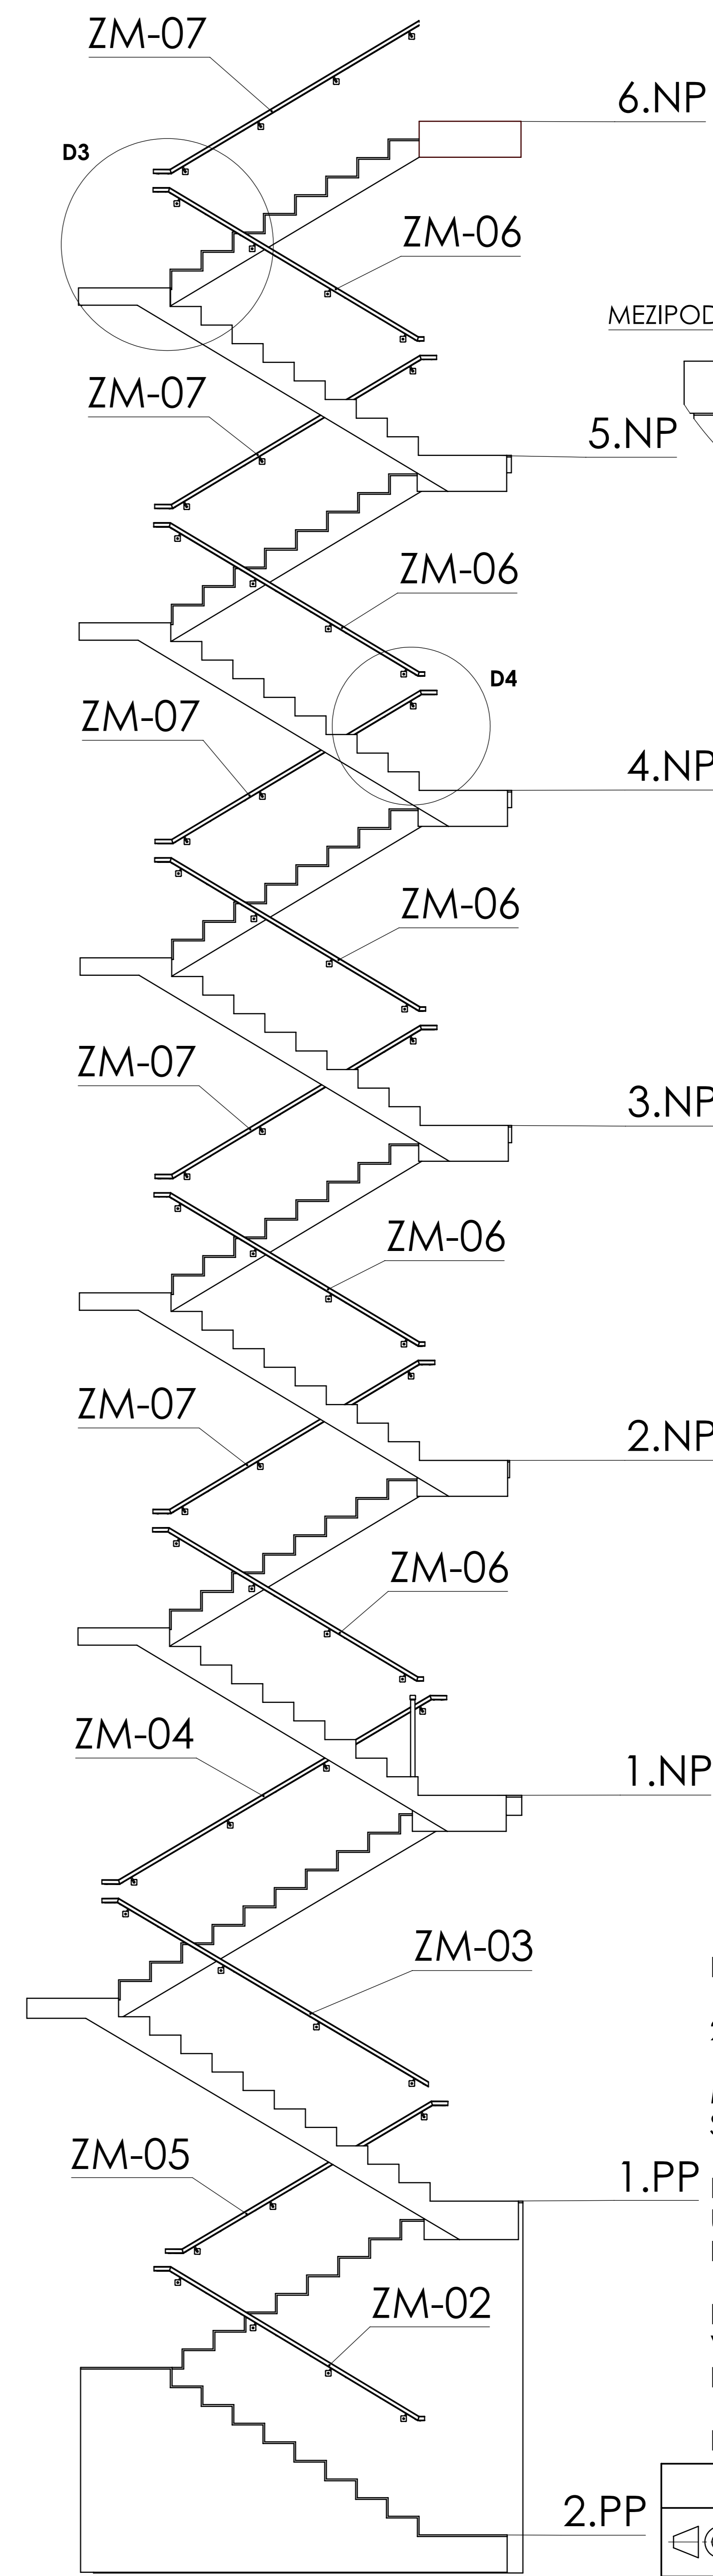 ZM-07
6.NP
D3
ZM-06
MEZIPOD
ZM-07
5.NP
ZM-06
D4
ZM-07
4.NP
ZM-06
ZM-07
3.NP
ZM-06
ZM-07
2.NP
ZM-06
ZM-04
1.NP
ZM-03
ZM-05
1.PP
ZM-02
2.PP